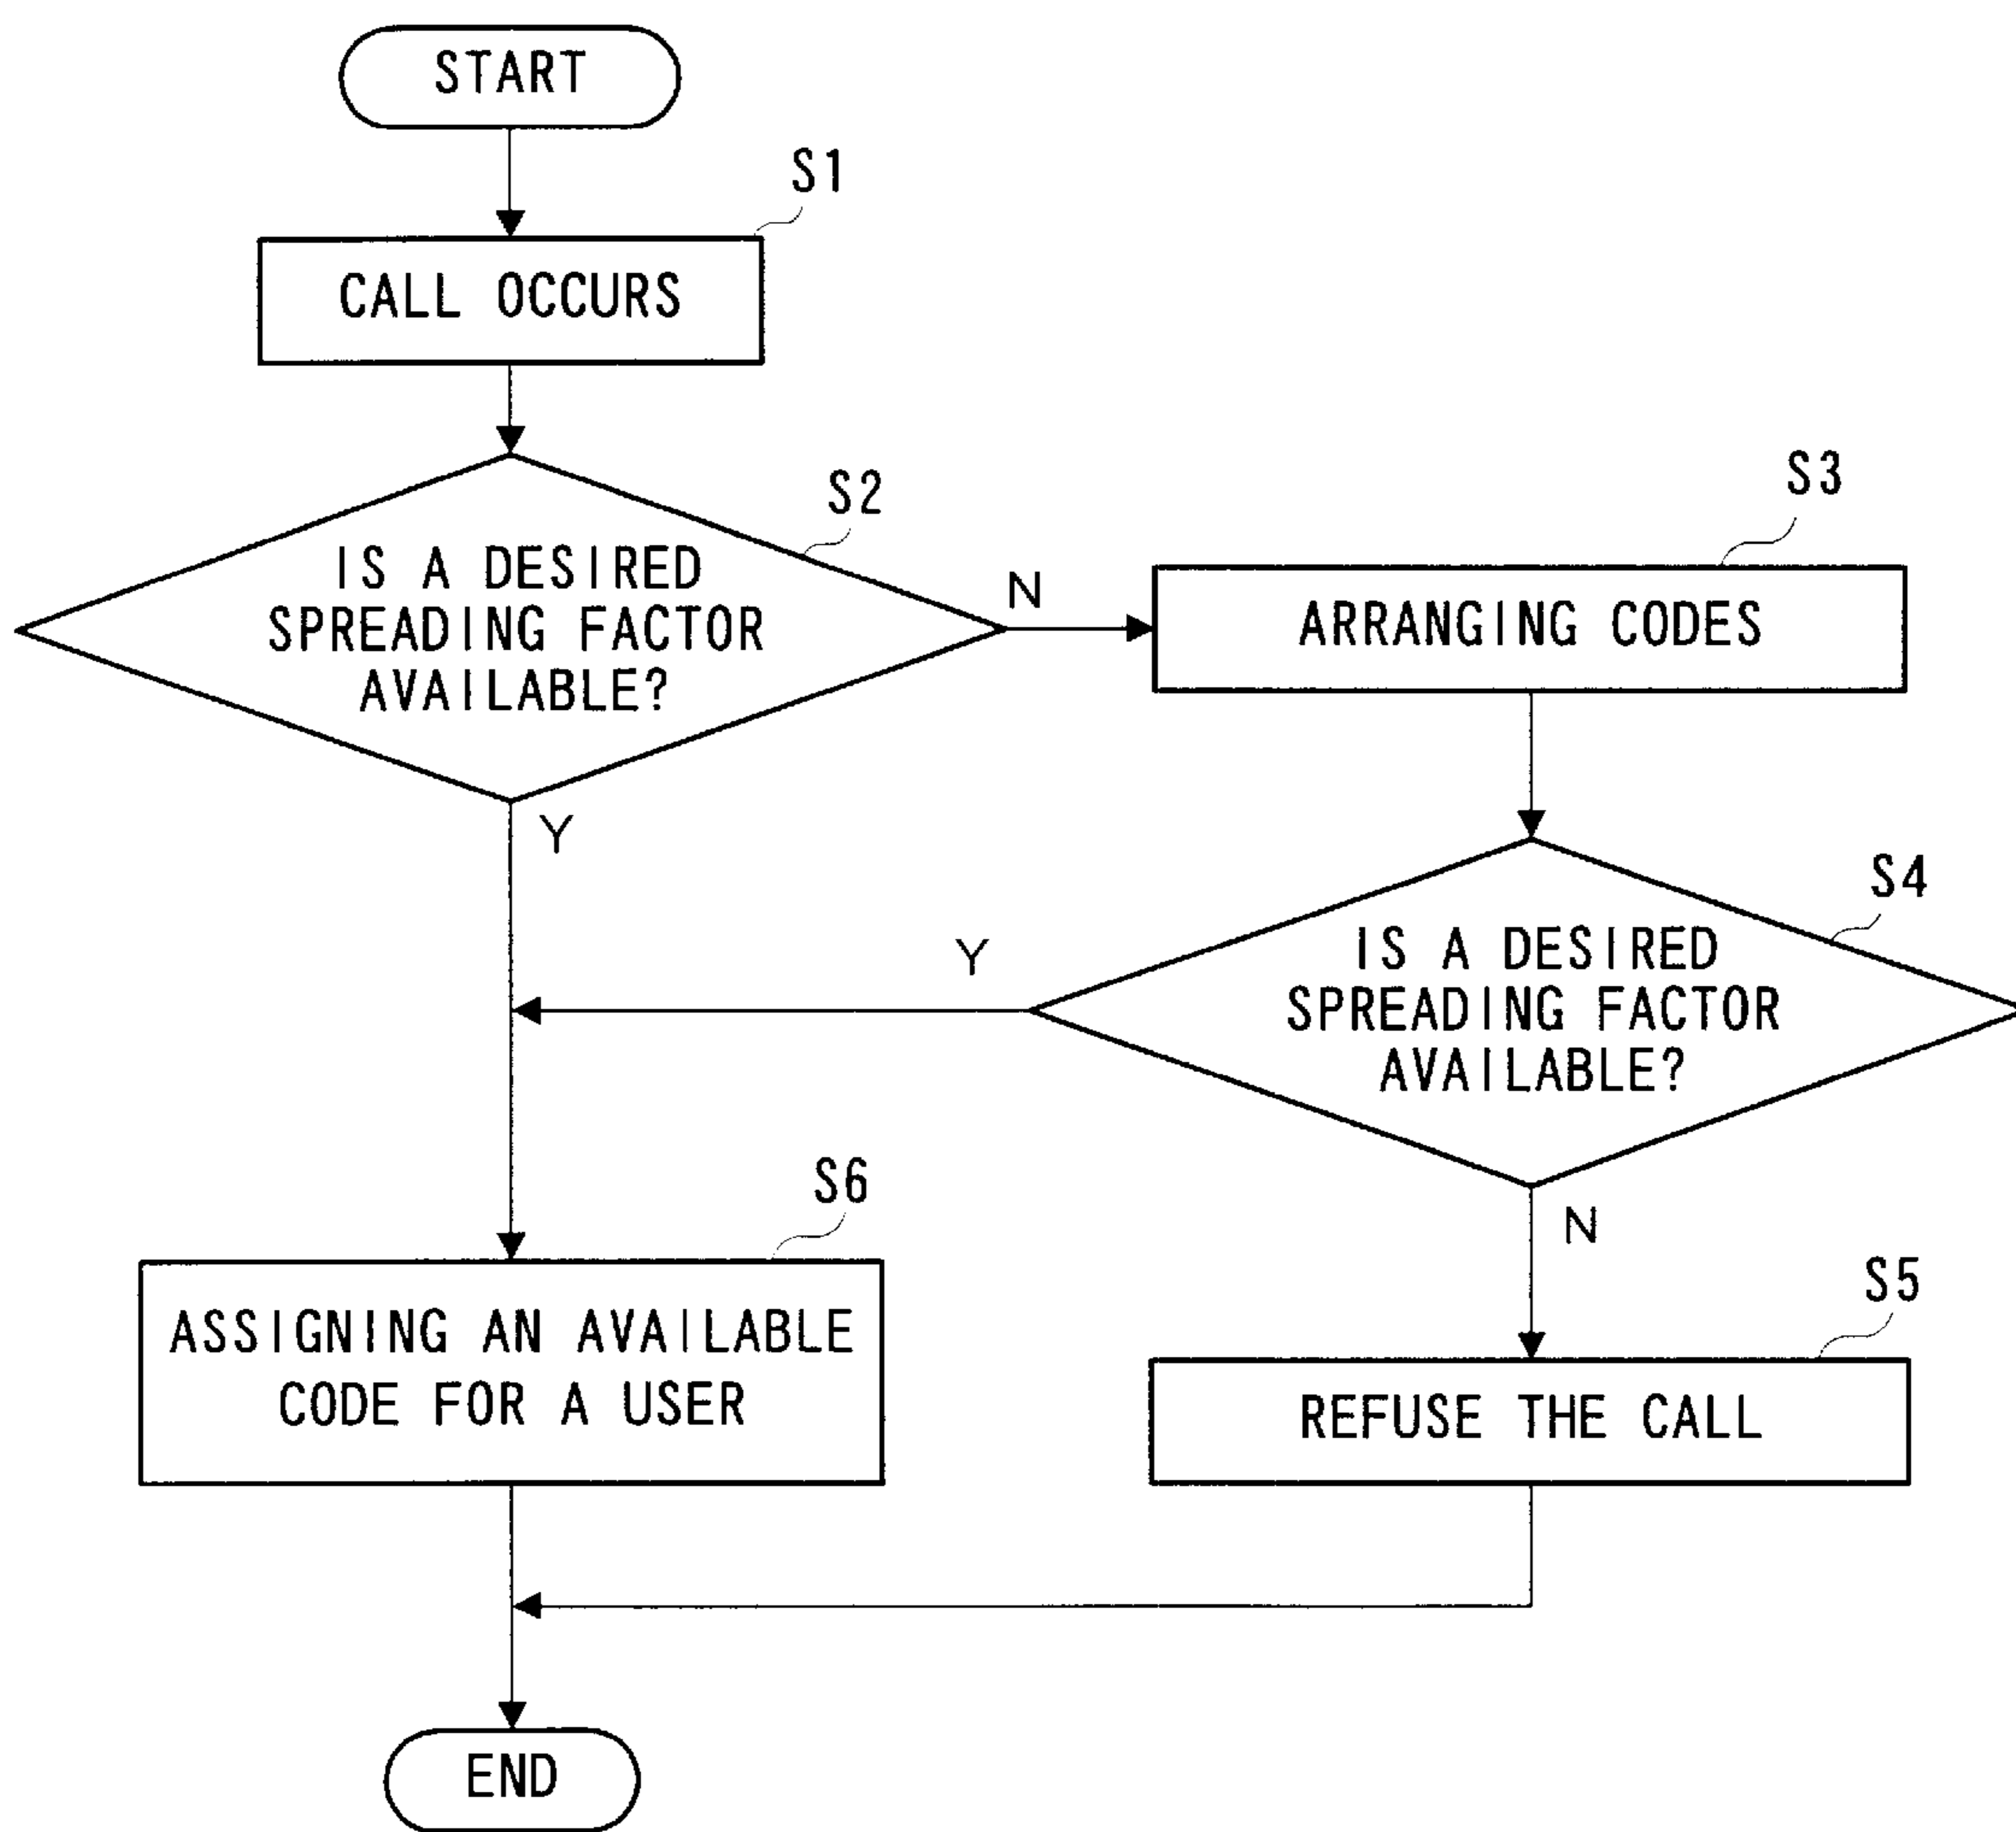 START
S1
CALL OCCURS
S2
IS A DESIRED
SPREADING FACTOR
AVAILABLE?
N
S3
ARRANGING CODES
Y
S4
IS A DESIRED
SPREADING FACTOR
AVAILABLE?
Y
N
S6
ASSIGNING AN AVAILABLE
CODE FOR A USER
S5
REFUSE THE CALL
END